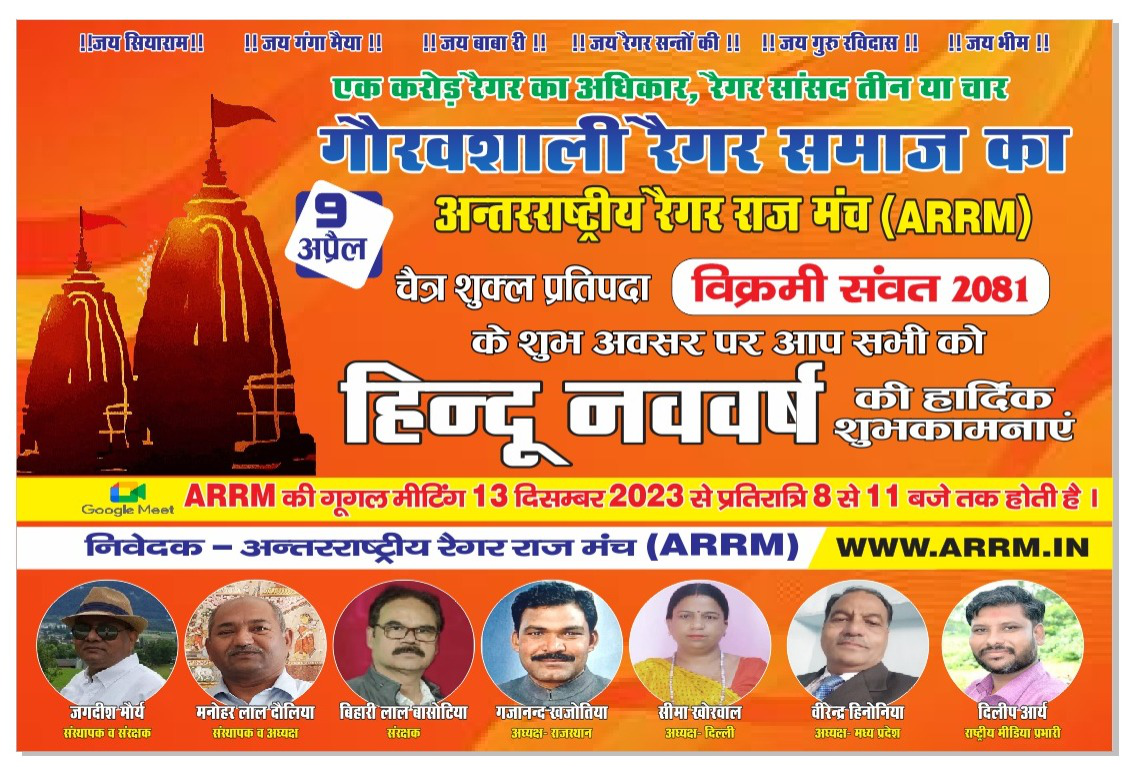 !!जय सियाराम!! !! जय गंगा मैया !! !! जय बाबा री !! !! जय रैगर सन्तों की !! !! जय गुरु रविदास !! !! जय भीम !!
एक करोड़ रैगर का अधिकार, रैगर सांसद तीन या चार
गौरवशाली रैगर समाज का
9
अप्रैल
अन्तरराष्ट्रीय रैगर राज मंच (ARRM)
चैत्र शुक्ल प्रतिपदा विक्रमी संवत 2081
के शुभ अवसर पर आप सभी को
हिन्दू नववर्ष की हार्दिक
शुभकामनाएं
Google Meet ARRM की गूगल मीटिंग 13 दिसम्बर 2023 से प्रतिरात्रि 8 से 11 बजे तक होती है ।
निवेदक – अन्तरराष्ट्रीय रैगर राज मंच (ARRM) WWW.ARRM.IN
जगदीश मौर्य
संस्थापक व संरक्षक
मनोहर लाल दौलिया
संस्थापक व अध्यक्ष
बिहारी लाल बासोटिया
संरक्षक
गजानन्द खजोतिया
अध्यक्ष- राजस्थान
सीमा खोरवाल
अध्यक्ष- दिल्ली
वीरेन्द्र हिनोनिया
अध्यक्ष- मध्य प्रदेश
दिलीप आर्य
राष्ट्रीय मीडिया प्रभारी